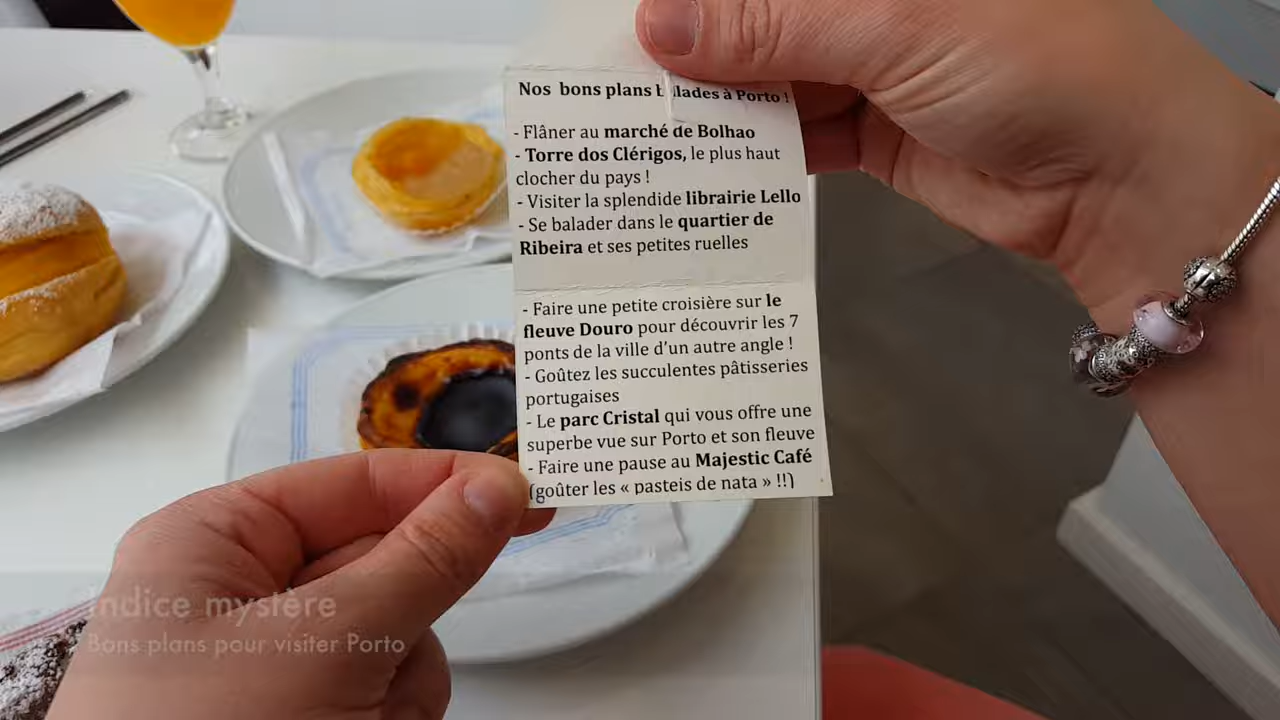 Nos bons plans balades à Porto !
- Flâner au marché de Bolhao
- Torre dos Clérigos, le plus haut
clocher du pays !
- Visiter la splendide librairie Lello
- Se balader dans le quartier de
Ribeira et ses petites ruelles
- Faire une petite croisière sur le
fleuve Douro pour découvrir les 7
ponts de la ville d’un autre angle !
- Goûtez les succulentes pâtisseries
portugaises
- Le parc Cristal qui vous offre une
superbe vue sur Porto et son fleuve
- Faire une pause au Majestic Café
(goûter les « pasteis de nata » !!)
Indice mystère
Bons plans pour visiter Porto